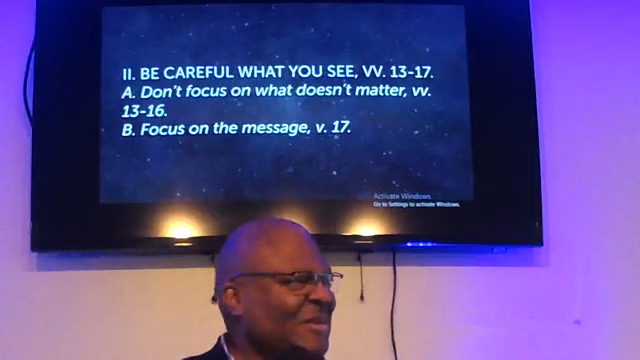 II. BE CAREFUL WHAT YOU SEE, VV. 13-17.
A. Don't focus on what doesn't matter, vv.
13-16.
B. Focus on the message, v. 17.
Activate Windows
Go to Settings to activate Windows.